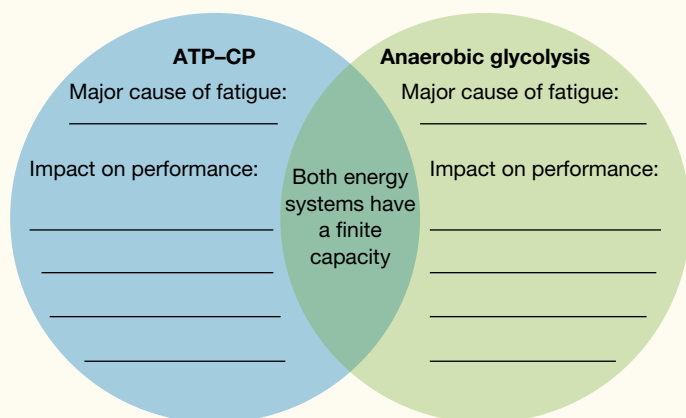 ATP–CP
Major cause of fatigue:
Impact on performance:
Both energy
systems have
a finite
capacity
Anaerobic glycolysis
Major cause of fatigue:
Impact on performance: